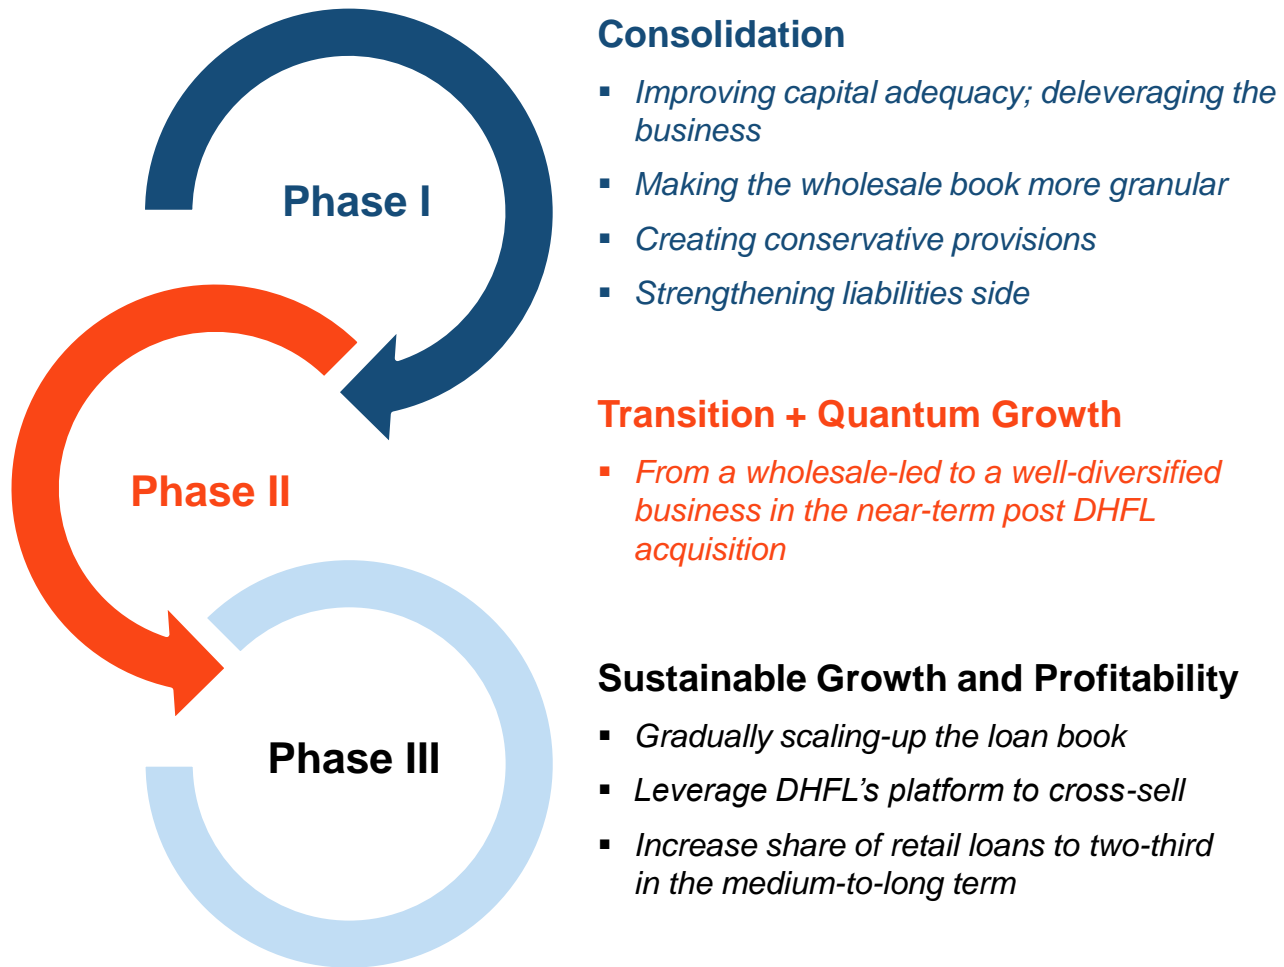 Consolidation
▪ Improving capital adequacy; deleveraging the
business
▪ Making the wholesale book more granular
▪ Creating conservative provisions
▪ Strengthening liabilities side
Phase I
Transition + Quantum Growth
▪ From a wholesale-led to a well-diversified
business in the near-term post DHFL
acquisition
Phase II
Sustainable Growth and Profitability
▪ Gradually scaling-up the loan book
▪ Leverage DHFL’s platform to cross-sell
▪ Increase share of retail loans to two-third
in the medium-to-long term
Phase III